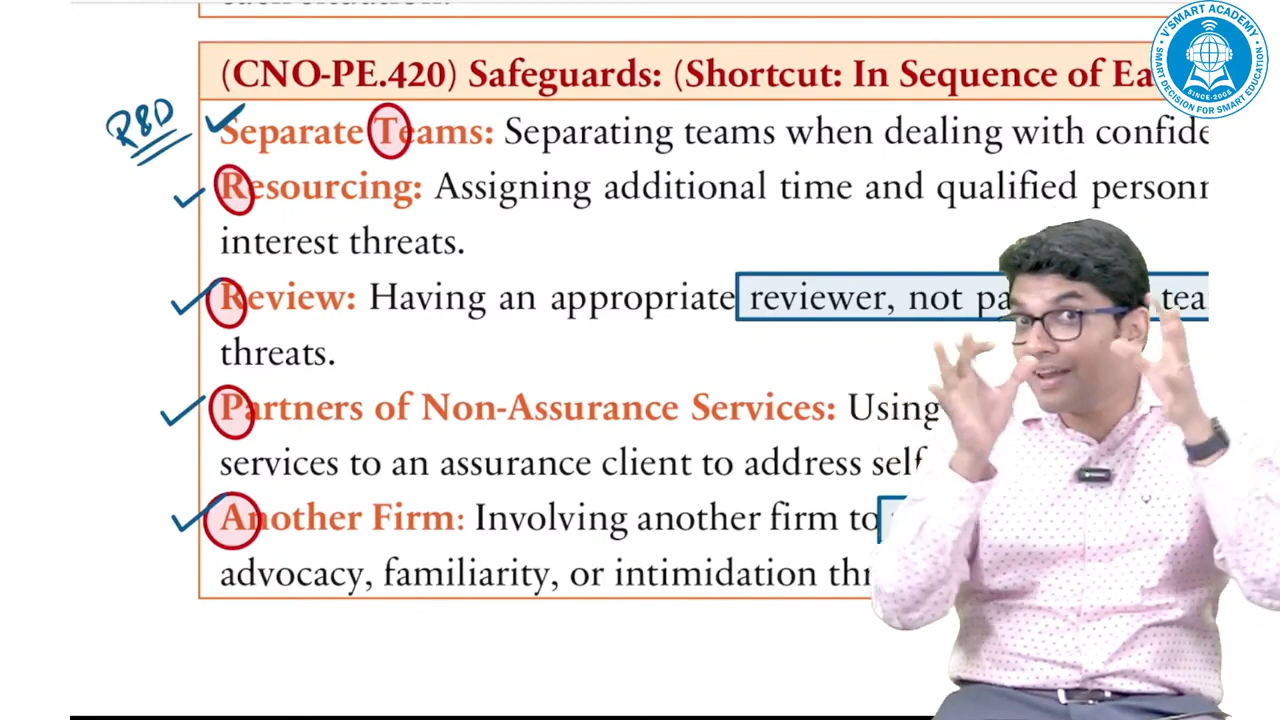 (CNO-PE.420) Safeguards: (Shortcut: In Sequence of Ea
R&D
Separate Teams: Separating teams when dealing with confide
Resourcing: Assigning additional time and qualified person
interest threats.
Review: Having an appropriate reviewer, not pa tea
threats.
Partners of Non-Assurance Services: Using
services to an assurance client to address self
Another Firm: Involving another firm to
advocacy, familiarity, or intimidation thr
V'SMART ACADEMY
SMART DECISION FOR SMART EDUCATION
SINCE-2005